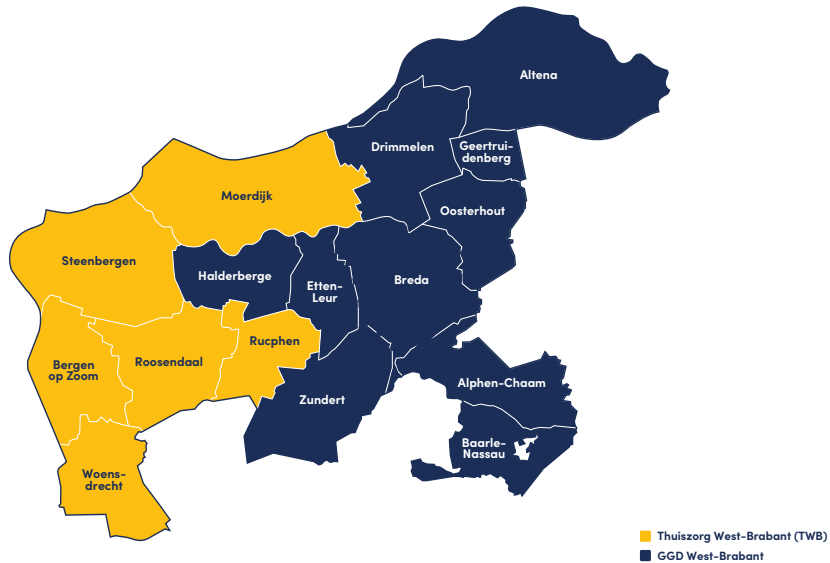 Altena
Drimmelen
Geertrui-
denberg
Moerdijk
Oosterhout
Steenbergen
Halderberge
Etten-
Leur
Breda
Bergen
op Zoom
Roosendaal
Rucphen
Zundert
Alphen-Chaam
Baarle-
Nassau
Woens-
drecht
Thuiszorg West-Brabant (TWB)
GGD West-Brabant